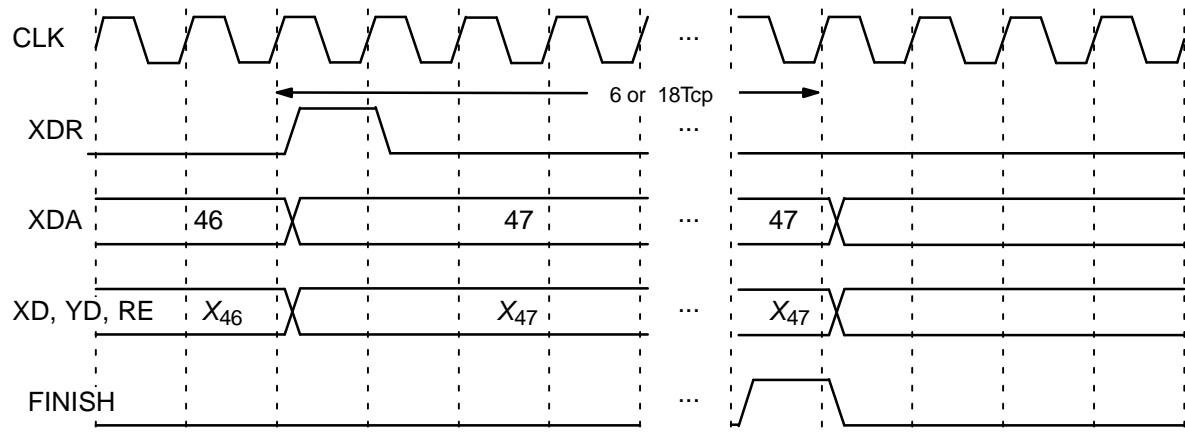 CLK ...
6 or 18Tcp
XDR ...
XDA 46 47 ... 47
XD, YD, RE X46 X47 ... X47
FINISH ...